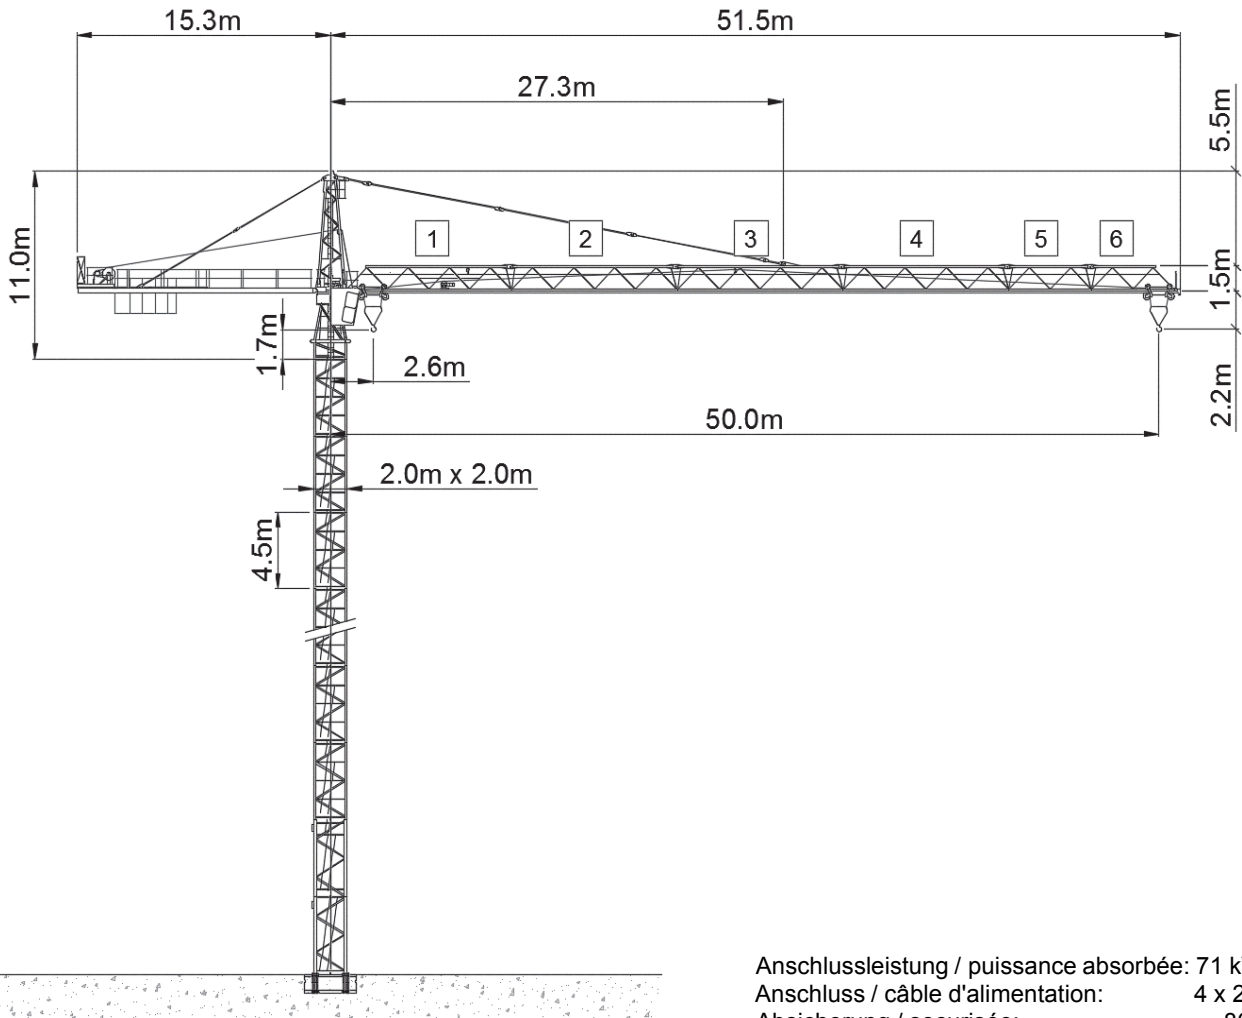 15.3m
51.5m
27.3m
5.5m
1
2
3
4
5
6
11.0m
1.5m
1.7m
2.6m
2.2m
50.0m
2.0m x 2.0m
4.5m
Anschlussleistung / puissance absorbée: 71
Anschluss / câble d'alimentation: 4 x